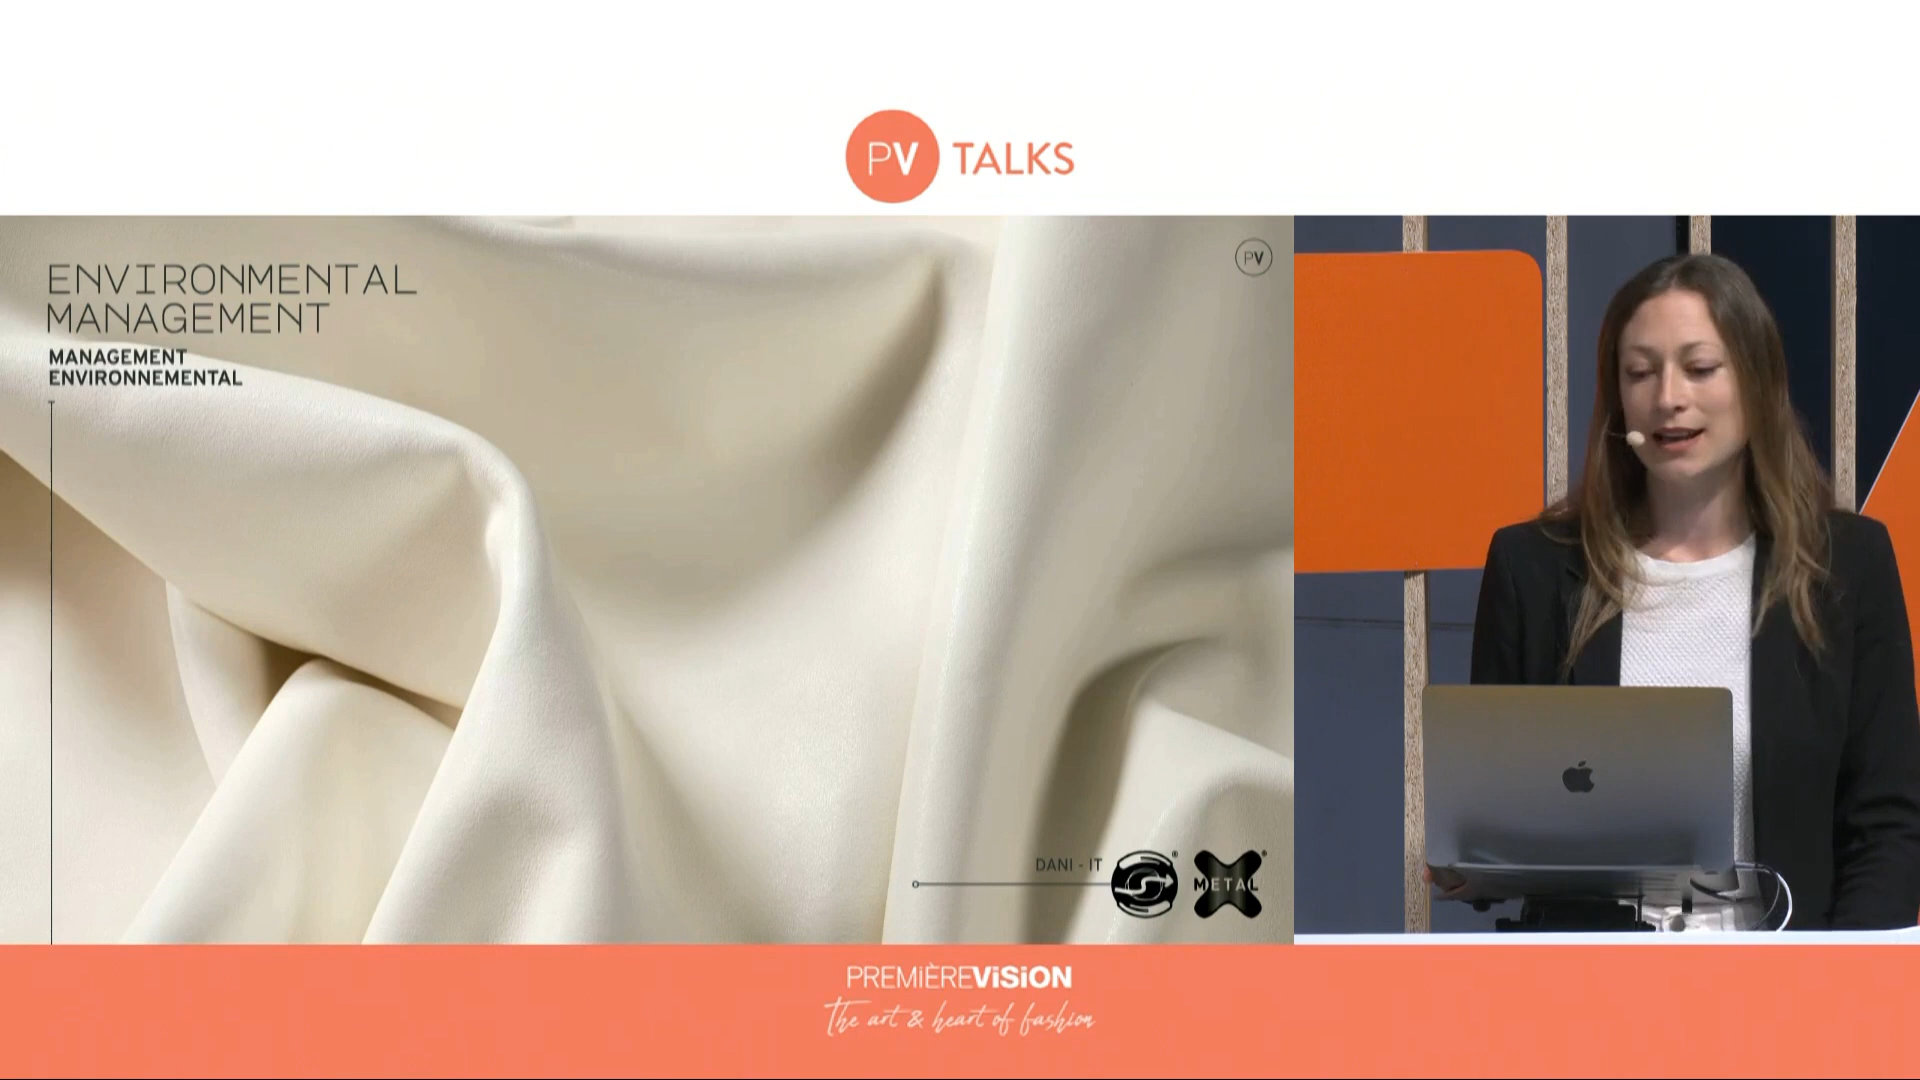 PV TALKS
ENVIRONMENTAL
MANAGEMENT
MANAGEMENT
ENVIRONNEMENTAL
PV
DANI - IT
METAL
PREMIÈREViSiON
The art & heart of fashion